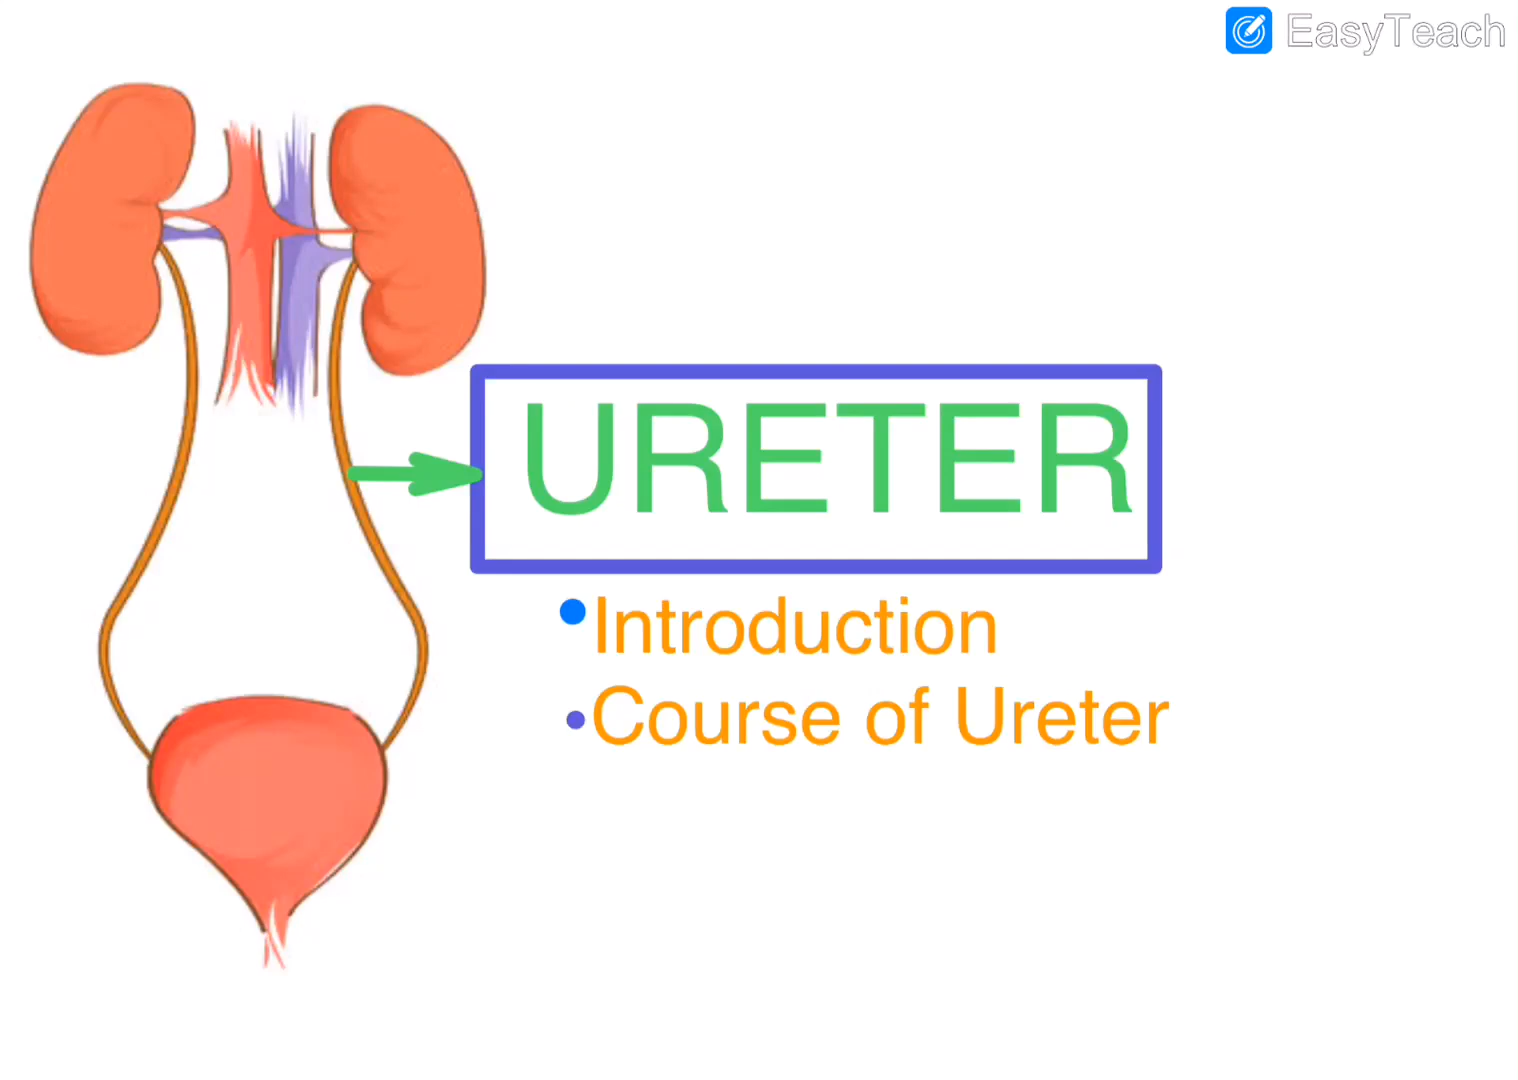 EasyTeach
URETER
•Introduction
•Course of Ureter